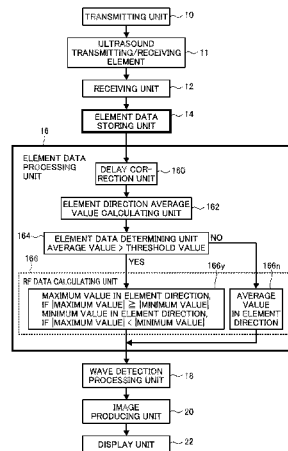 TRANSMITTING UNIT
10
ULTRASOUND
TRANSMITTING/RECEIVING
ELEMENT
11
RECEIVING UNIT
12
ELEMENT DATA
STORING UNIT
14
16
ELEMENT DATA
PROCESSING
UNIT
DELAY COR-
RECTION UNIT
160
ELEMENT DIRECTION AVERAGE
VALUE CALCULATING UNIT
162
164
ELEMENT DATA DETERMINING UNIT
AVERAGE VALUE > THRESHOLD VALUE
NO
YES
166
RF DATA CALCULATING UNIT
166y
166n
MAXIMUM VALUE IN ELEMENT DIRECTION,
IF |MAXIMUM VALUE| ≧ |MINIMUM VALUE|
MINIMUM VALUE IN ELEMENT DIRECTION,
IF |MAXIMUM VALUE| < |MINIMUM VALUE|
AVERAGE
VALUE
IN ELEMENT
DIRECTION
WAVE DETECTION
PROCESSING UNIT
18
IMAGE
PRODUCING UNIT
20
DISPLAY UNIT
22